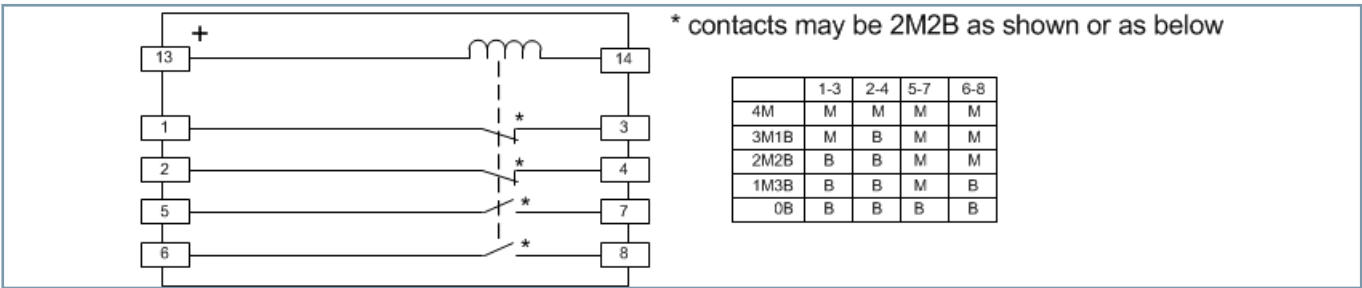 * contacts may be 2M2B as shown or as below
+
13 14
1 * 3
2 * 4
5 * 7
6 * 8
1-3 2-4 5-7 6-8
4M M M M M
3M1B M B M M
2M2B B B M M
1M3B B B M B
0B B B B B